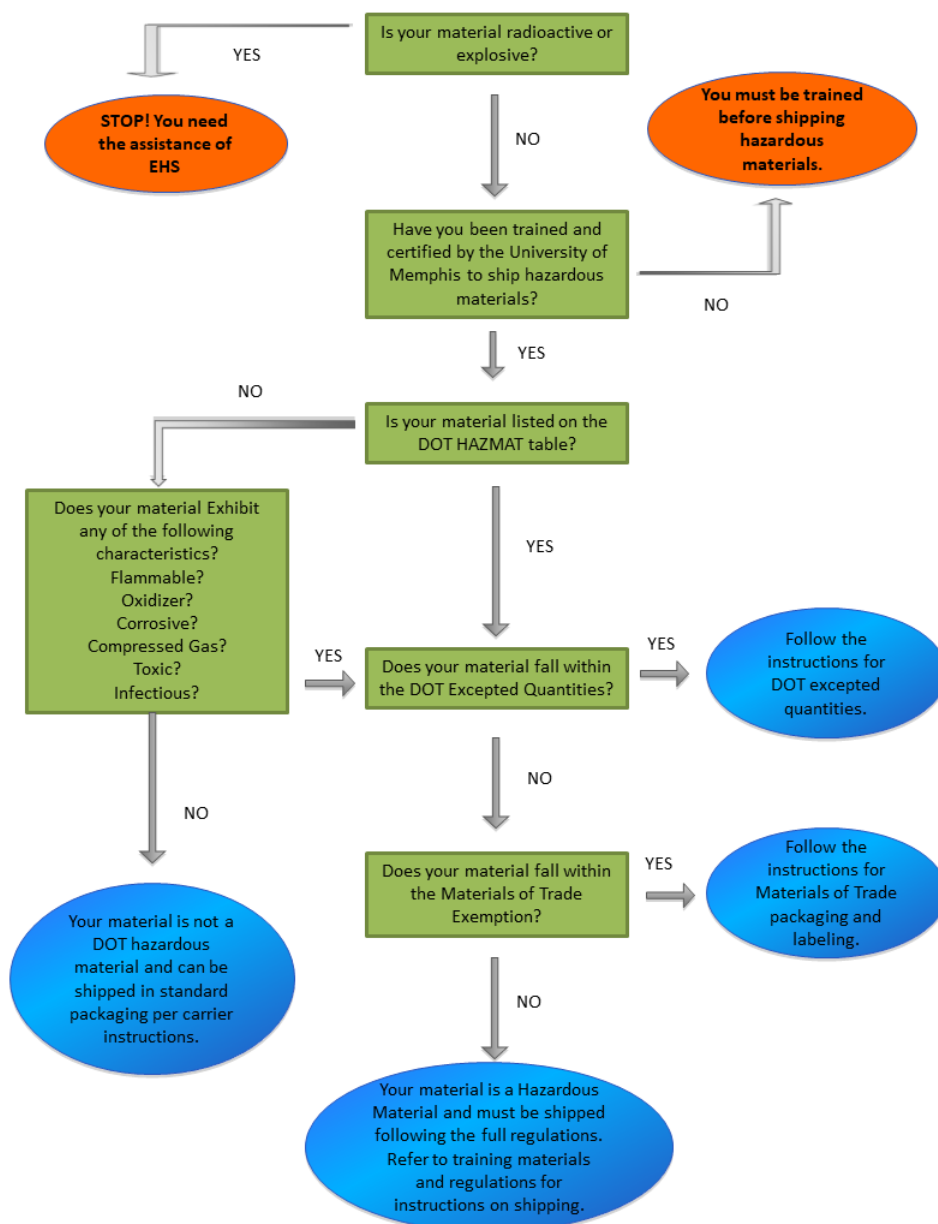 Is your material radioactive or
explosive?
YES
STOP! You need
the assistance of
EHS
NO
You must be trained
before shipping
hazardous
materials.
Have you been trained and
certified by the University of
Memphis to ship hazardous
materials?
NO
YES
NO
Is your material listed on the
DOT HAZMAT table?
Does your material Exhibit
any of the following
characteristics?
Flammable?
Oxidizer?
Corrosive?
Compressed Gas?
Toxic?
Infectious?
YES
YES
Does your material fall within
the DOT Excepted Quantities?
YES
Follow the
instructions for
DOT excepted
quantities.
NO
NO
Your material is not a
DOT hazardous
material and can be
shipped in standard
packaging per carrier
instructions.
Does your material fall within
the Materials of Trade
Exemption?
YES
Follow the
instructions for
Materials of Trade
packaging and
labeling.
NO
Your material is a Hazardous
Material and must be shipped
following the full regulations.
Refer to training materials
and regulations for
instructions on shipping.